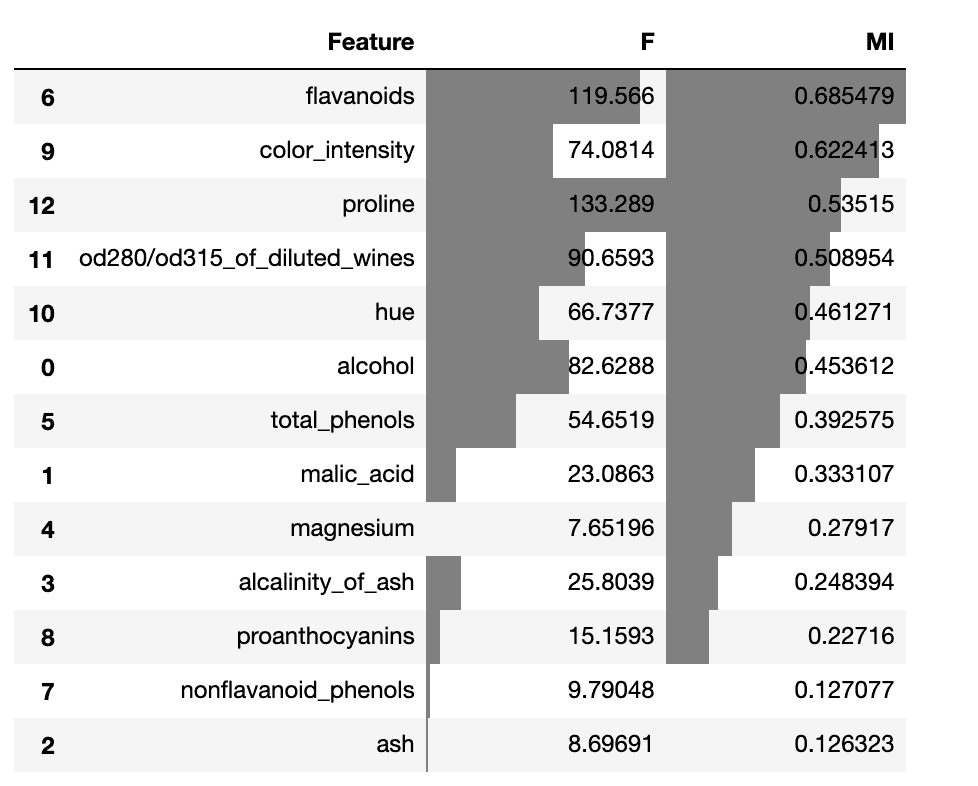 Feature F MI
6 flavanoids 119.566 0.685479
9 color_intensity 74.0814 0.622413
12 proline 133.289 0.53515
11 od280/od315_of_diluted_wines 90.6593 0.508954
10 hue 66.7377 0.461271
0 alcohol 82.6288 0.453612
5 total_phenols 54.6519 0.392575
1 malic_acid 23.0863 0.333107
4 magnesium 7.65196 0.27917
3 alcalinity_of_ash 25.8039 0.248394
8 proanthocyanins 15.1593 0.22716
7 nonflavanoid_phenols 9.79048 0.127077
2 ash 8.69691 0.126323